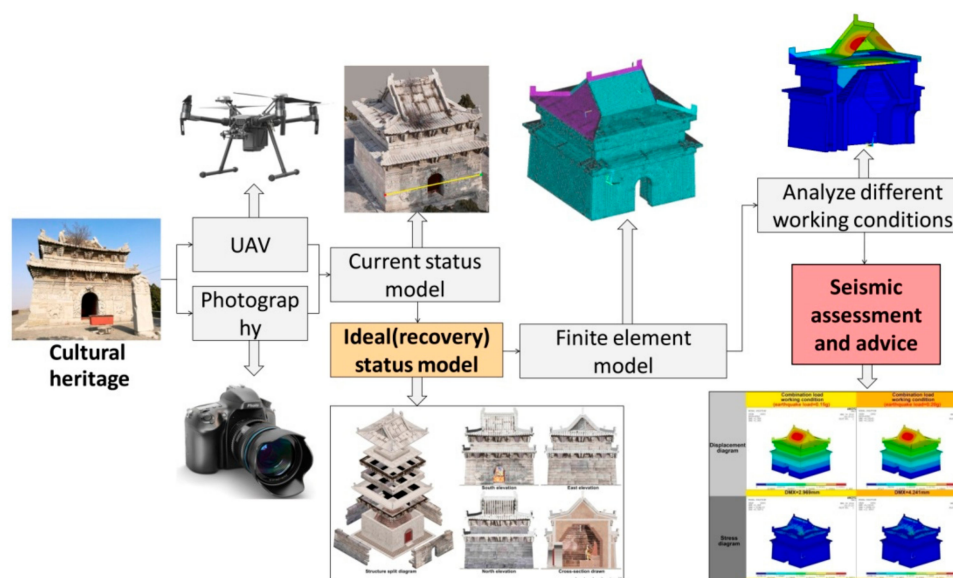 Analyze different
working conditions
UAV
Current status
model
Photograp
hy
Cultural
heritage
Ideal(recovery)
status model
Finite element
model
Seismic
assessment
and advice
Combination load
working condition
Combination load
working condition
Displacement
diagram
South elevation
East elevation
Stress
diagram
Structure split diagram
North elevation
Cross-section drawn